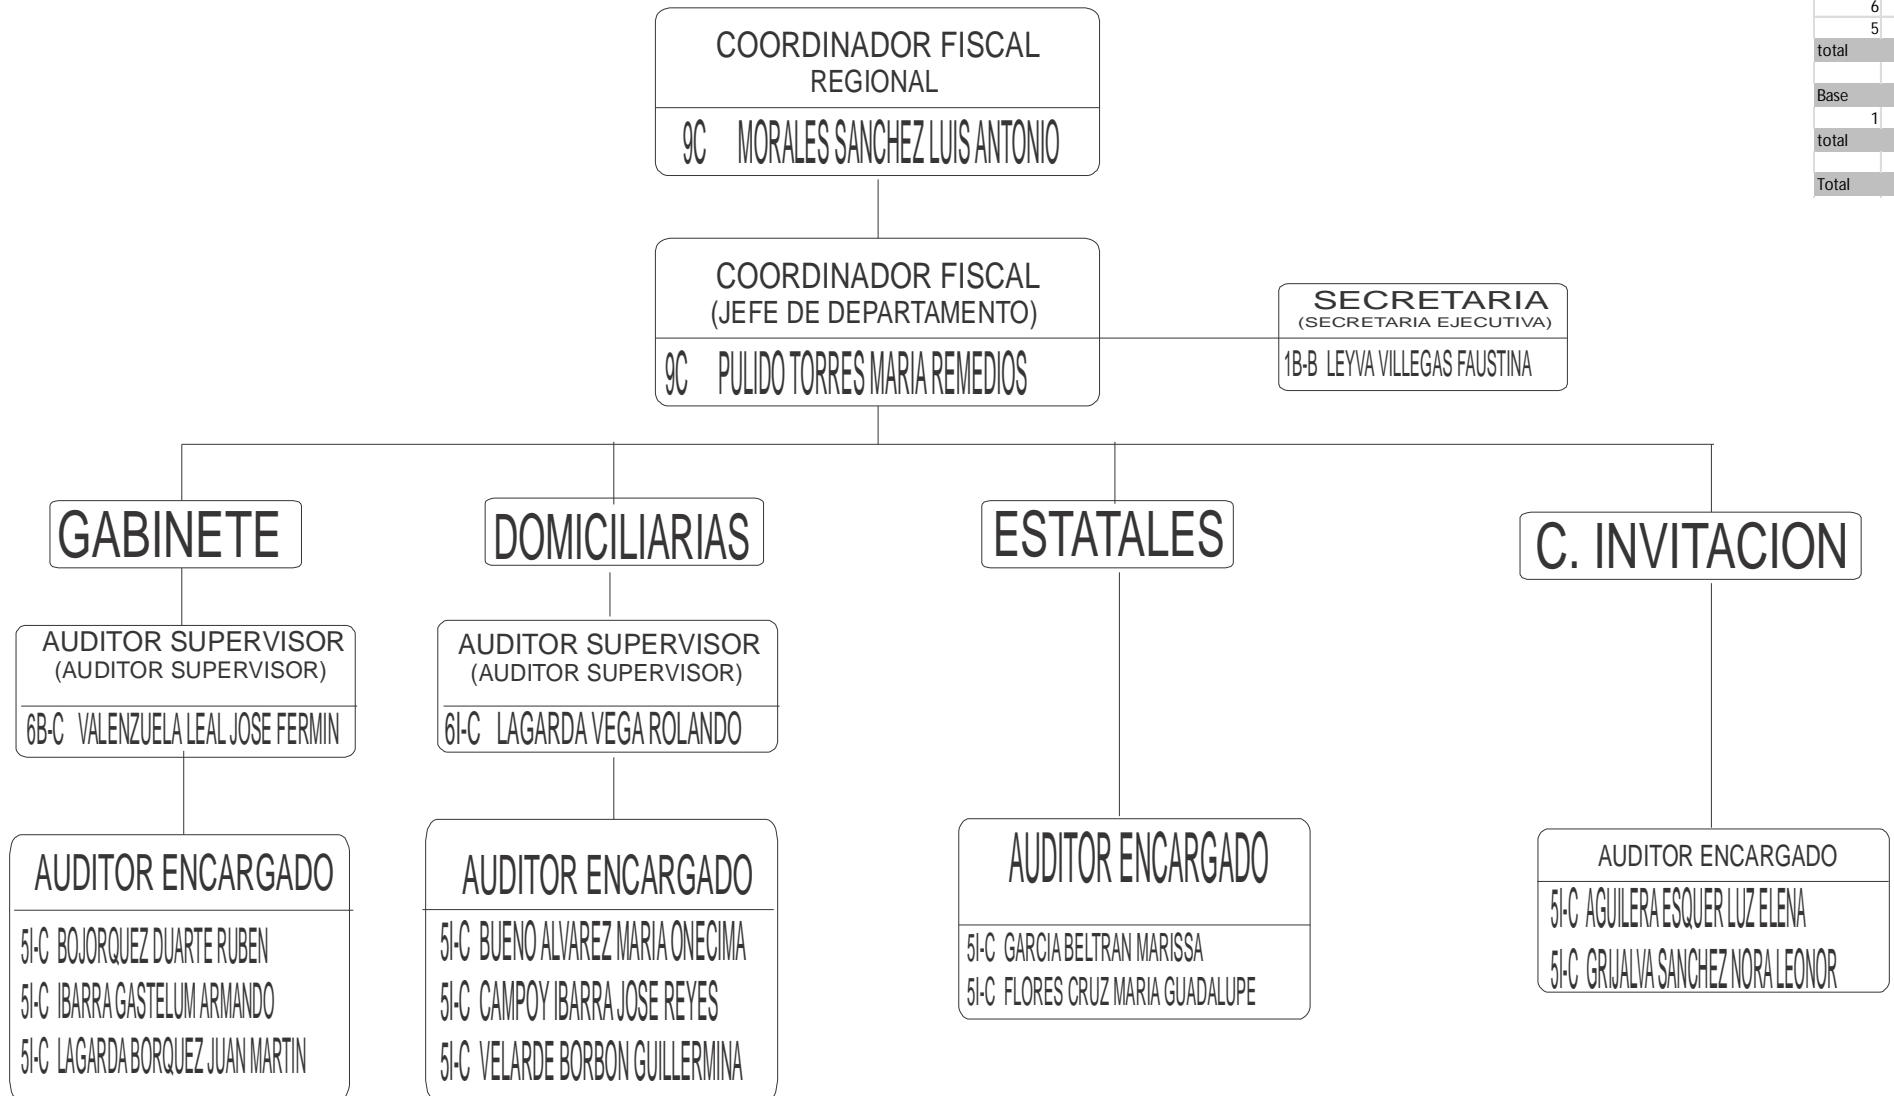 COORDINADOR FISCAL
REGIONAL
9C MORALES SANCHEZ LUIS ANTONIO
6
5
total
Base
1
total
Total
COORDINADOR FISCAL
(JEFE DE DEPARTAMENTO)
9C PULIDO TORRES MARIA REMEDIOS
SECRETARIA
(SECRETARIA EJECUTIVA)
1B-B LEYVA VILLEGAS FAUSTINA
GABINETE
AUDITOR SUPERVISOR
(AUDITOR SUPERVISOR)
6B-C VALENZUELA LEAL JOSE FERMIN
AUDITOR ENCARGADO
5I-C BOJORQUEZ DUARTE RUBEN
5I-C IBARRA GASTELUM ARMANDO
5I-C LAGARDA BORQUEZ JUAN MARTIN
DOMICILIARIAS
AUDITOR SUPERVISOR
(AUDITOR SUPERVISOR)
6I-C LAGARDA VEGA ROLANDO
AUDITOR ENCARGADO
5I-C BUENO ALVAREZ MARIA ONECIMA
5I-C CAMPOY IBARRA JOSE REYES
5I-C VELARDE BORBON GUILLERMINA
ESTATALES
AUDITOR ENCARGADO
5I-C GARCIA BELTRAN MARISSA
5I-C FLORES CRUZ MARIA GUADALUPE
C. INVITACION
AUDITOR ENCARGADO
5I-C AGUILERA ESQUER LUZ ELENA
5I-C GRIJALVA SANCHEZ NORA LEONOR